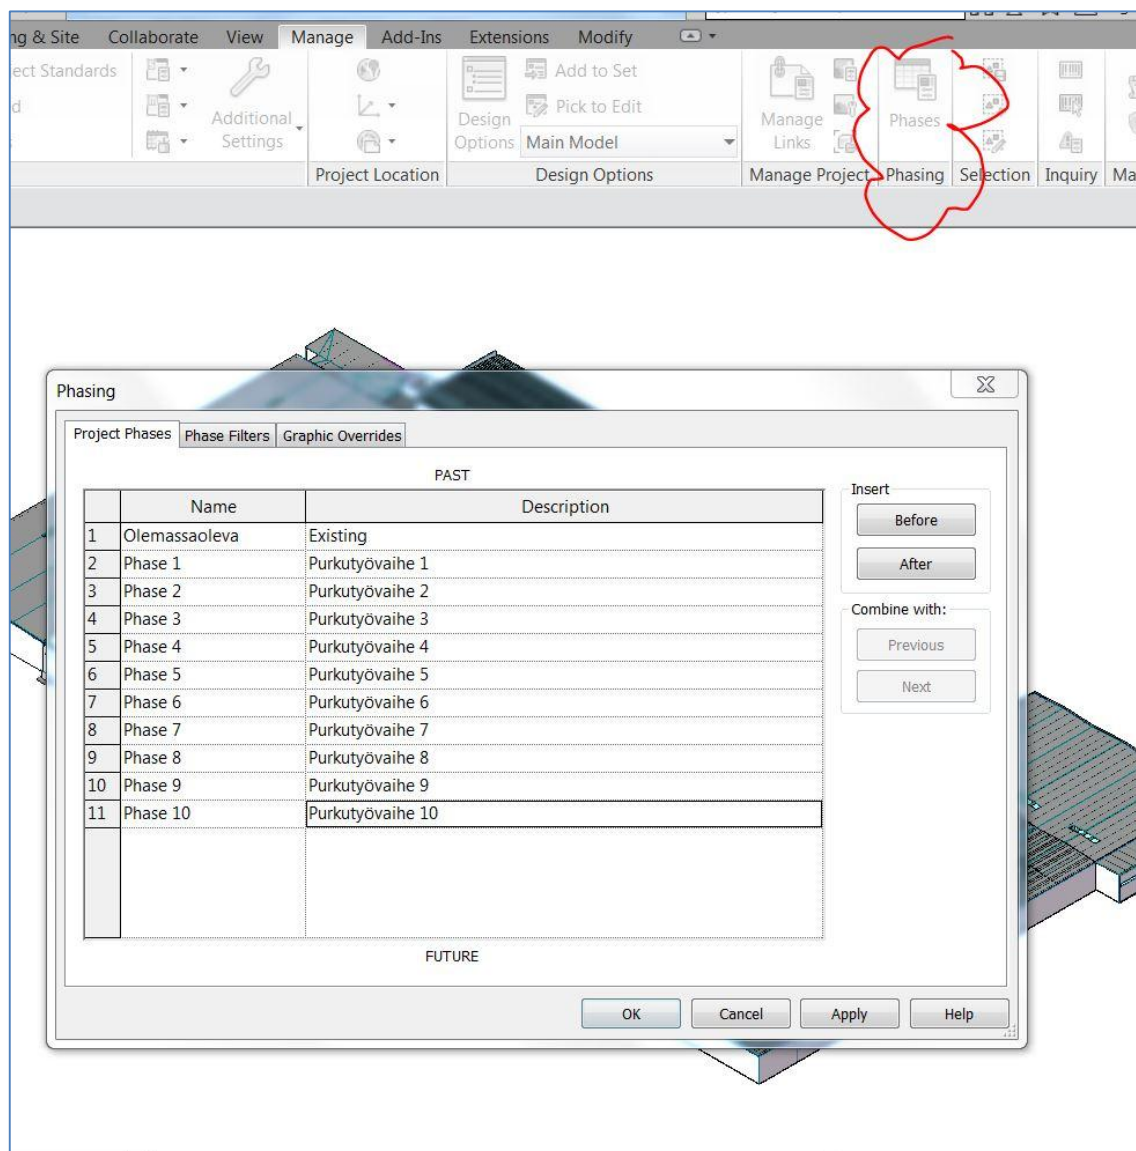 ng & Site Collaborate View Manage Add-Ins Extensions Modify
ect Standards
d
Additional
Settings
Project Location
Add to Set
Pick to Edit
Design
Options
Main Model
Design Options
Manage
Links
Manage Project
Phases
Phasing
Selection
Inquiry
Ma
Phasing
Project Phases Phase Filters Graphic Overrides
PAST
Name Description
1 Olemassaoleva Existing
2 Phase 1 Purkutyövaihe 1
3 Phase 2 Purkutyövaihe 2
4 Phase 3 Purkutyövaihe 3
5 Phase 4 Purkutyövaihe 4
6 Phase 5 Purkutyövaihe 5
7 Phase 6 Purkutyövaihe 6
8 Phase 7 Purkutyövaihe 7
9 Phase 8 Purkutyövaihe 8
10 Phase 9 Purkutyövaihe 9
11 Phase 10 Purkutyövaihe 10
FUTURE
Insert
Before
After
Combine with:
Previous
Next
OK Cancel Apply Help